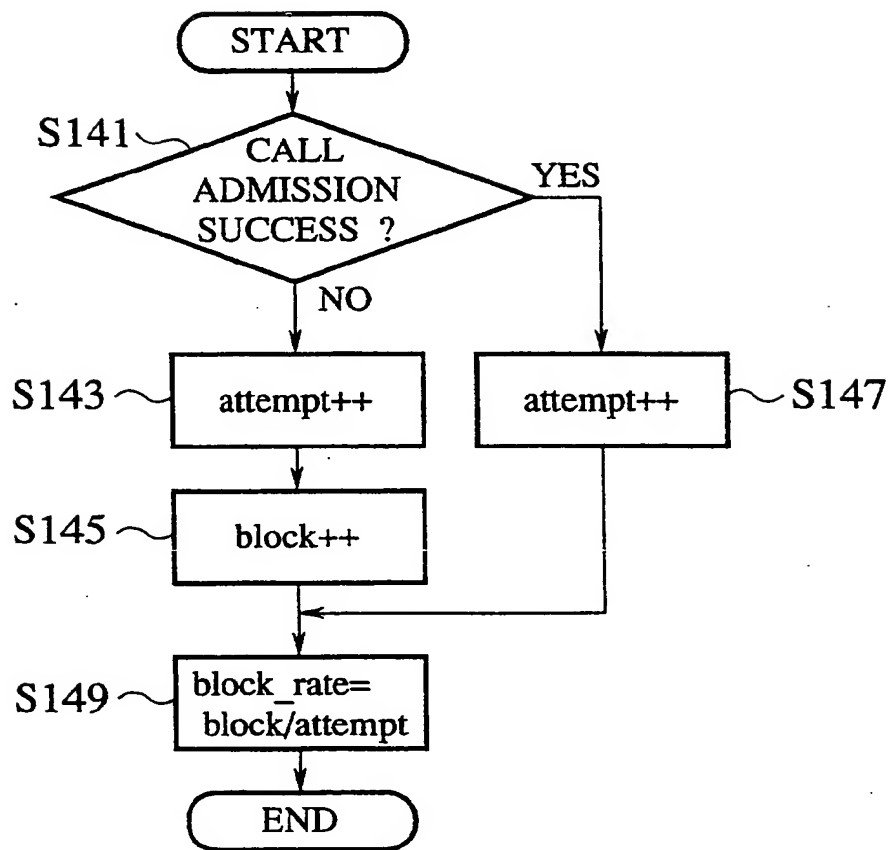 START
S141
CALL
ADMISSION
SUCCESS ?
YES
NO
S143
attempt++
attempt++
S147
S145
block++
S149
block_rate=
block/attempt
END